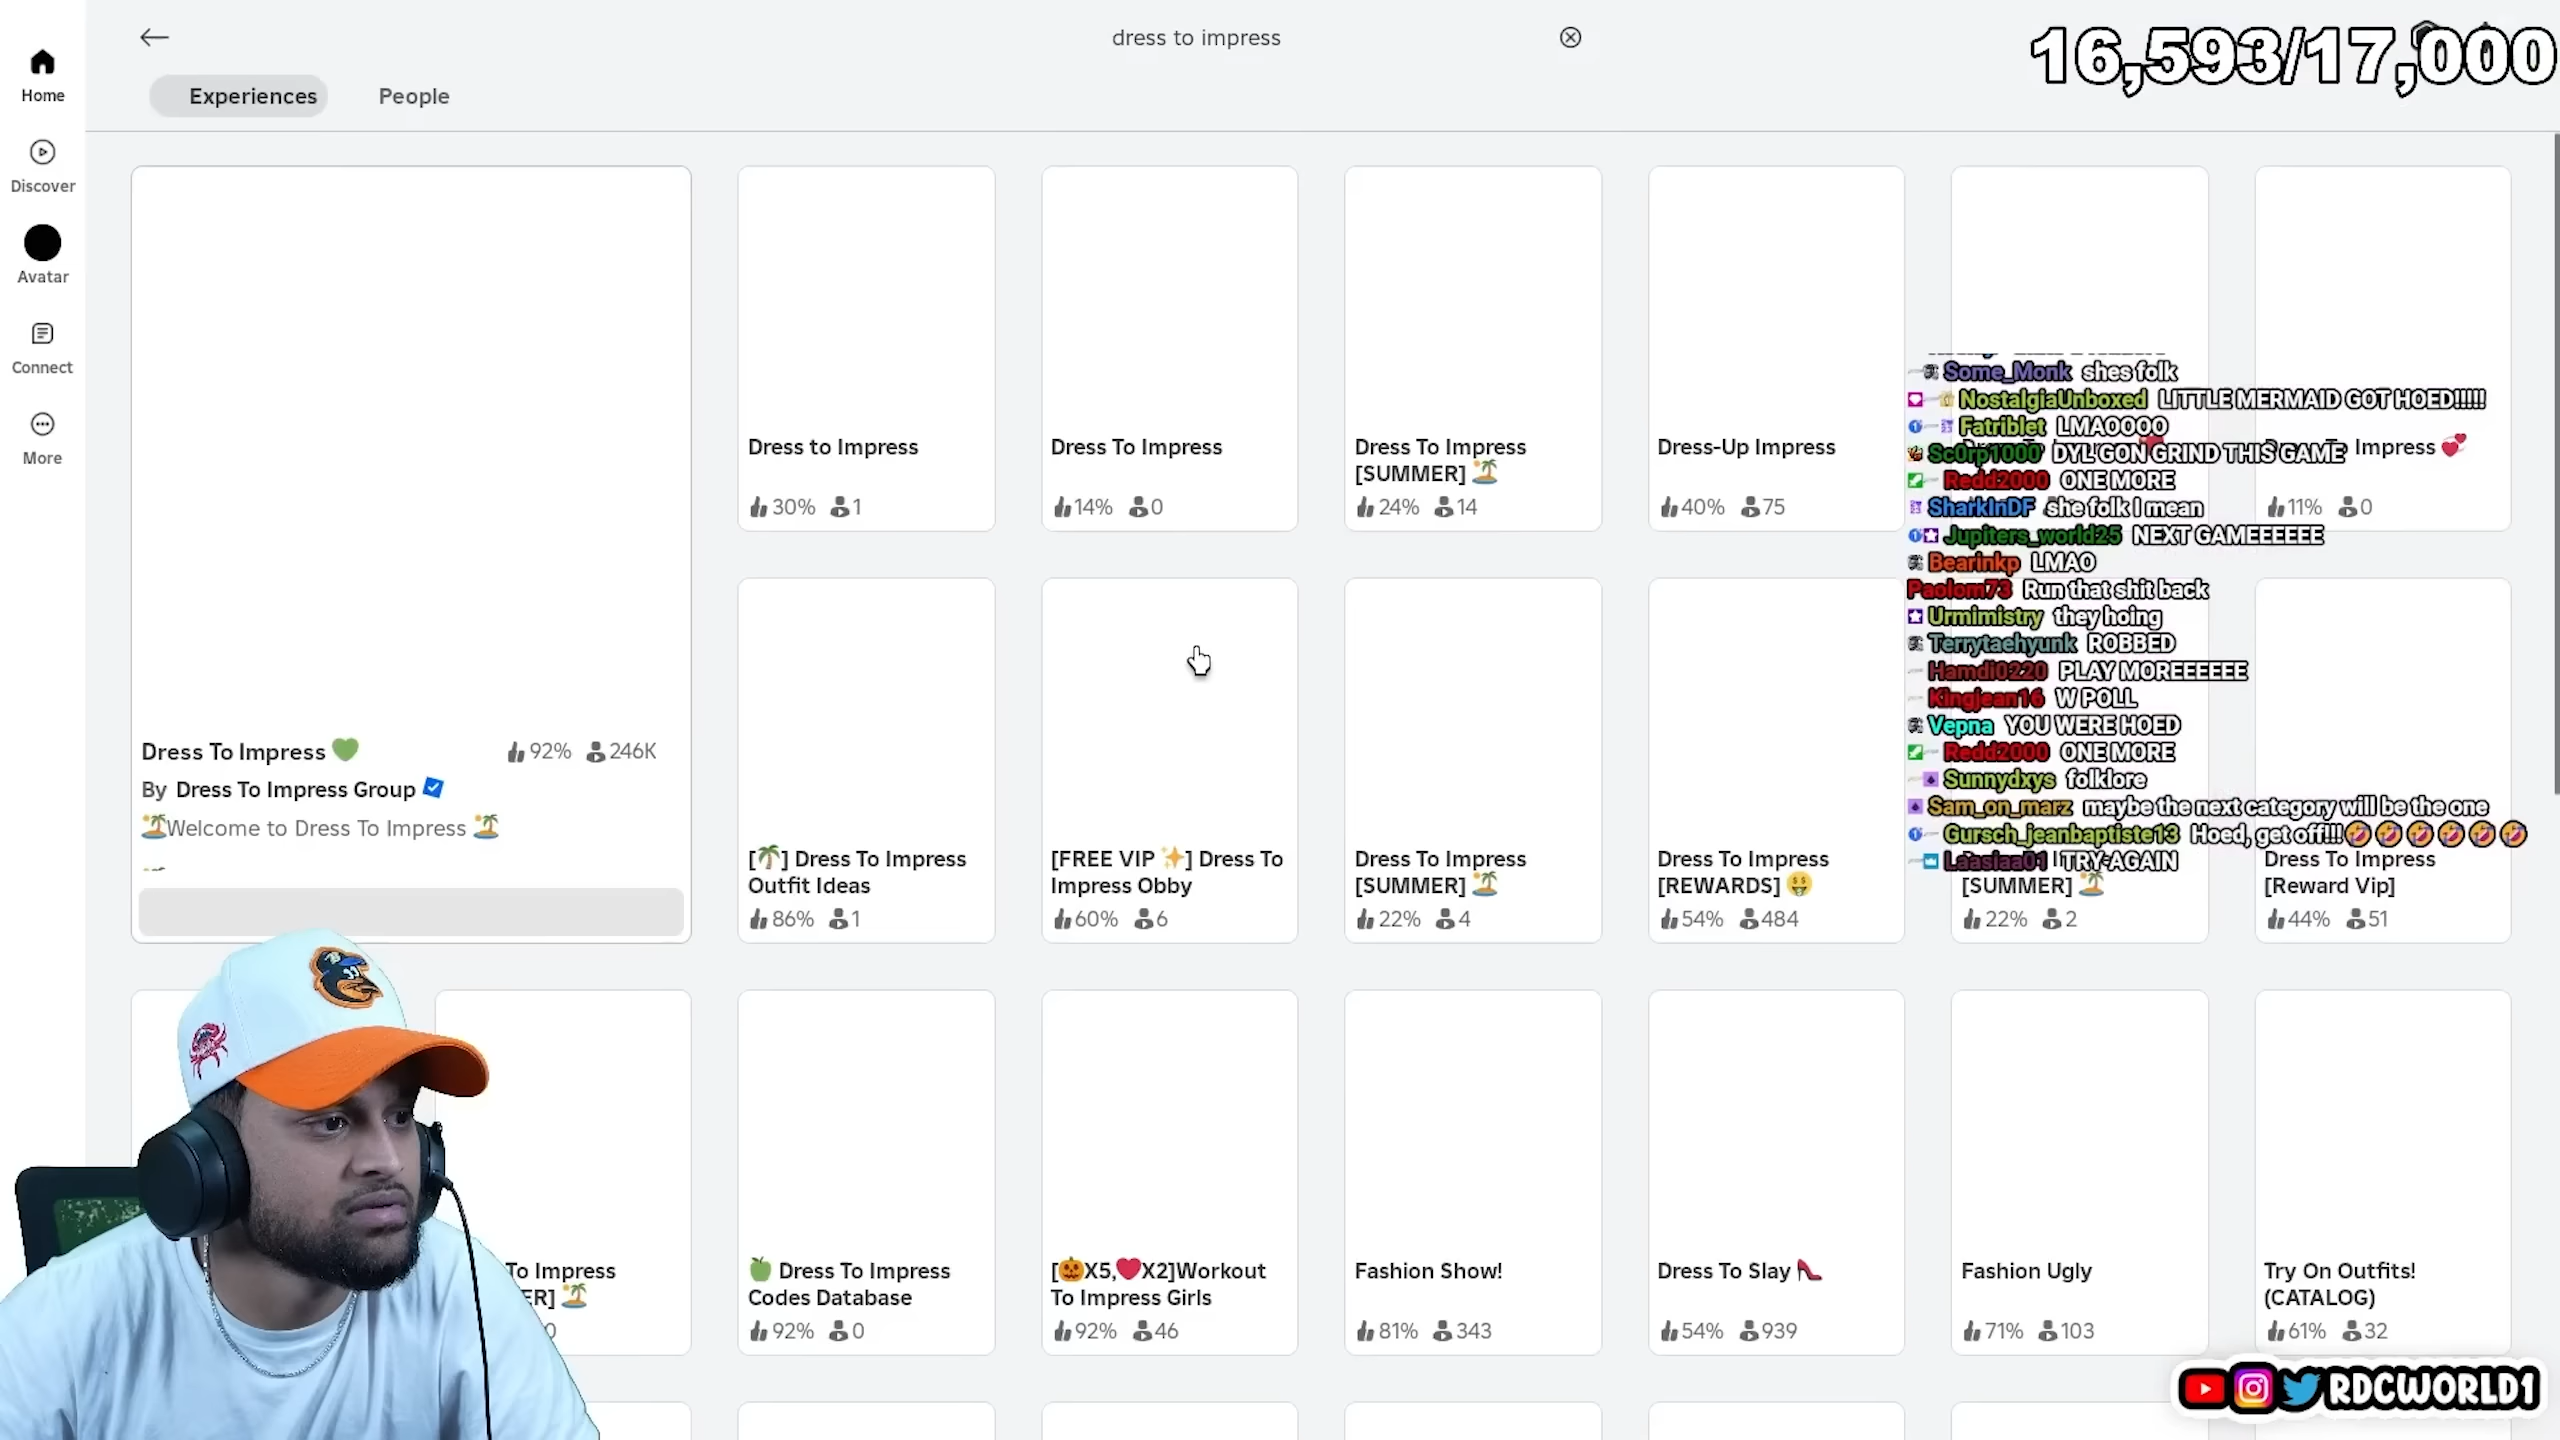 dress to impress
16,593/17,000
Home
Discover
Avatar
Connect
More
Experiences
People
Dress To Impress 💚
92% 246K
By Dress To Impress Group
🏝️Welcome to Dress To Impress 🏝️
Dress to Impress
30% 1
Dress To Impress
14% 0
Dress To Impress
[SUMMER] 🏝️
24% 14
Dress-Up Impress
40% 75
Impress 💞
11% 0
[🌴] Dress To Impress
Outfit Ideas
86% 1
[FREE VIP ✨] Dress To
Impress Obby
60% 6
Dress To Impress
[SUMMER] 🏝️
22% 4
Dress To Impress
[REWARDS] 🤑
54% 484
[SUMMER] 🏝️
22% 2
Dress To Impress
[Reward Vip]
44% 51
To Impress
ER] 🏝️
0
🍏 Dress To Impress
Codes Database
92% 0
[🎃X5,❤️X2]Workout
To Impress Girls
92% 46
Fashion Show!
81% 343
Dress To Slay 👠
54% 939
Fashion Ugly
71% 103
Try On Outfits!
(CATALOG)
61% 32
Some_Monk shes folk
NostalgiaUnboxed LITTLE MERMAID GOT HOED!!!!!
Fatriblet LMAOOOO
Sc0rp1000 DYL GON GRIND THIS GAME
Redd2000 ONE MORE
SharkInDF she folk I mean
Jupiters_world25 NEXT GAMEEEEEE
Bearinkp LMAO
Paolom73 Run that shit back
Urmimistry they hoing
Terrytaehyunk ROBBED
Hamdi0220 PLAY MOREEEEEE
Kingjean16 W POLL
Vepna YOU WERE HOED
Redd2000 ONE MORE
Sunnydxys folklore
Sam_on_marz maybe the next category will be the one
Gursch_jeanbaptiste13 Hoed, get off!!!🤣🤣🤣🤣🤣🤣
Laasiaa01 TRY AGAIN
RDCWORLD1